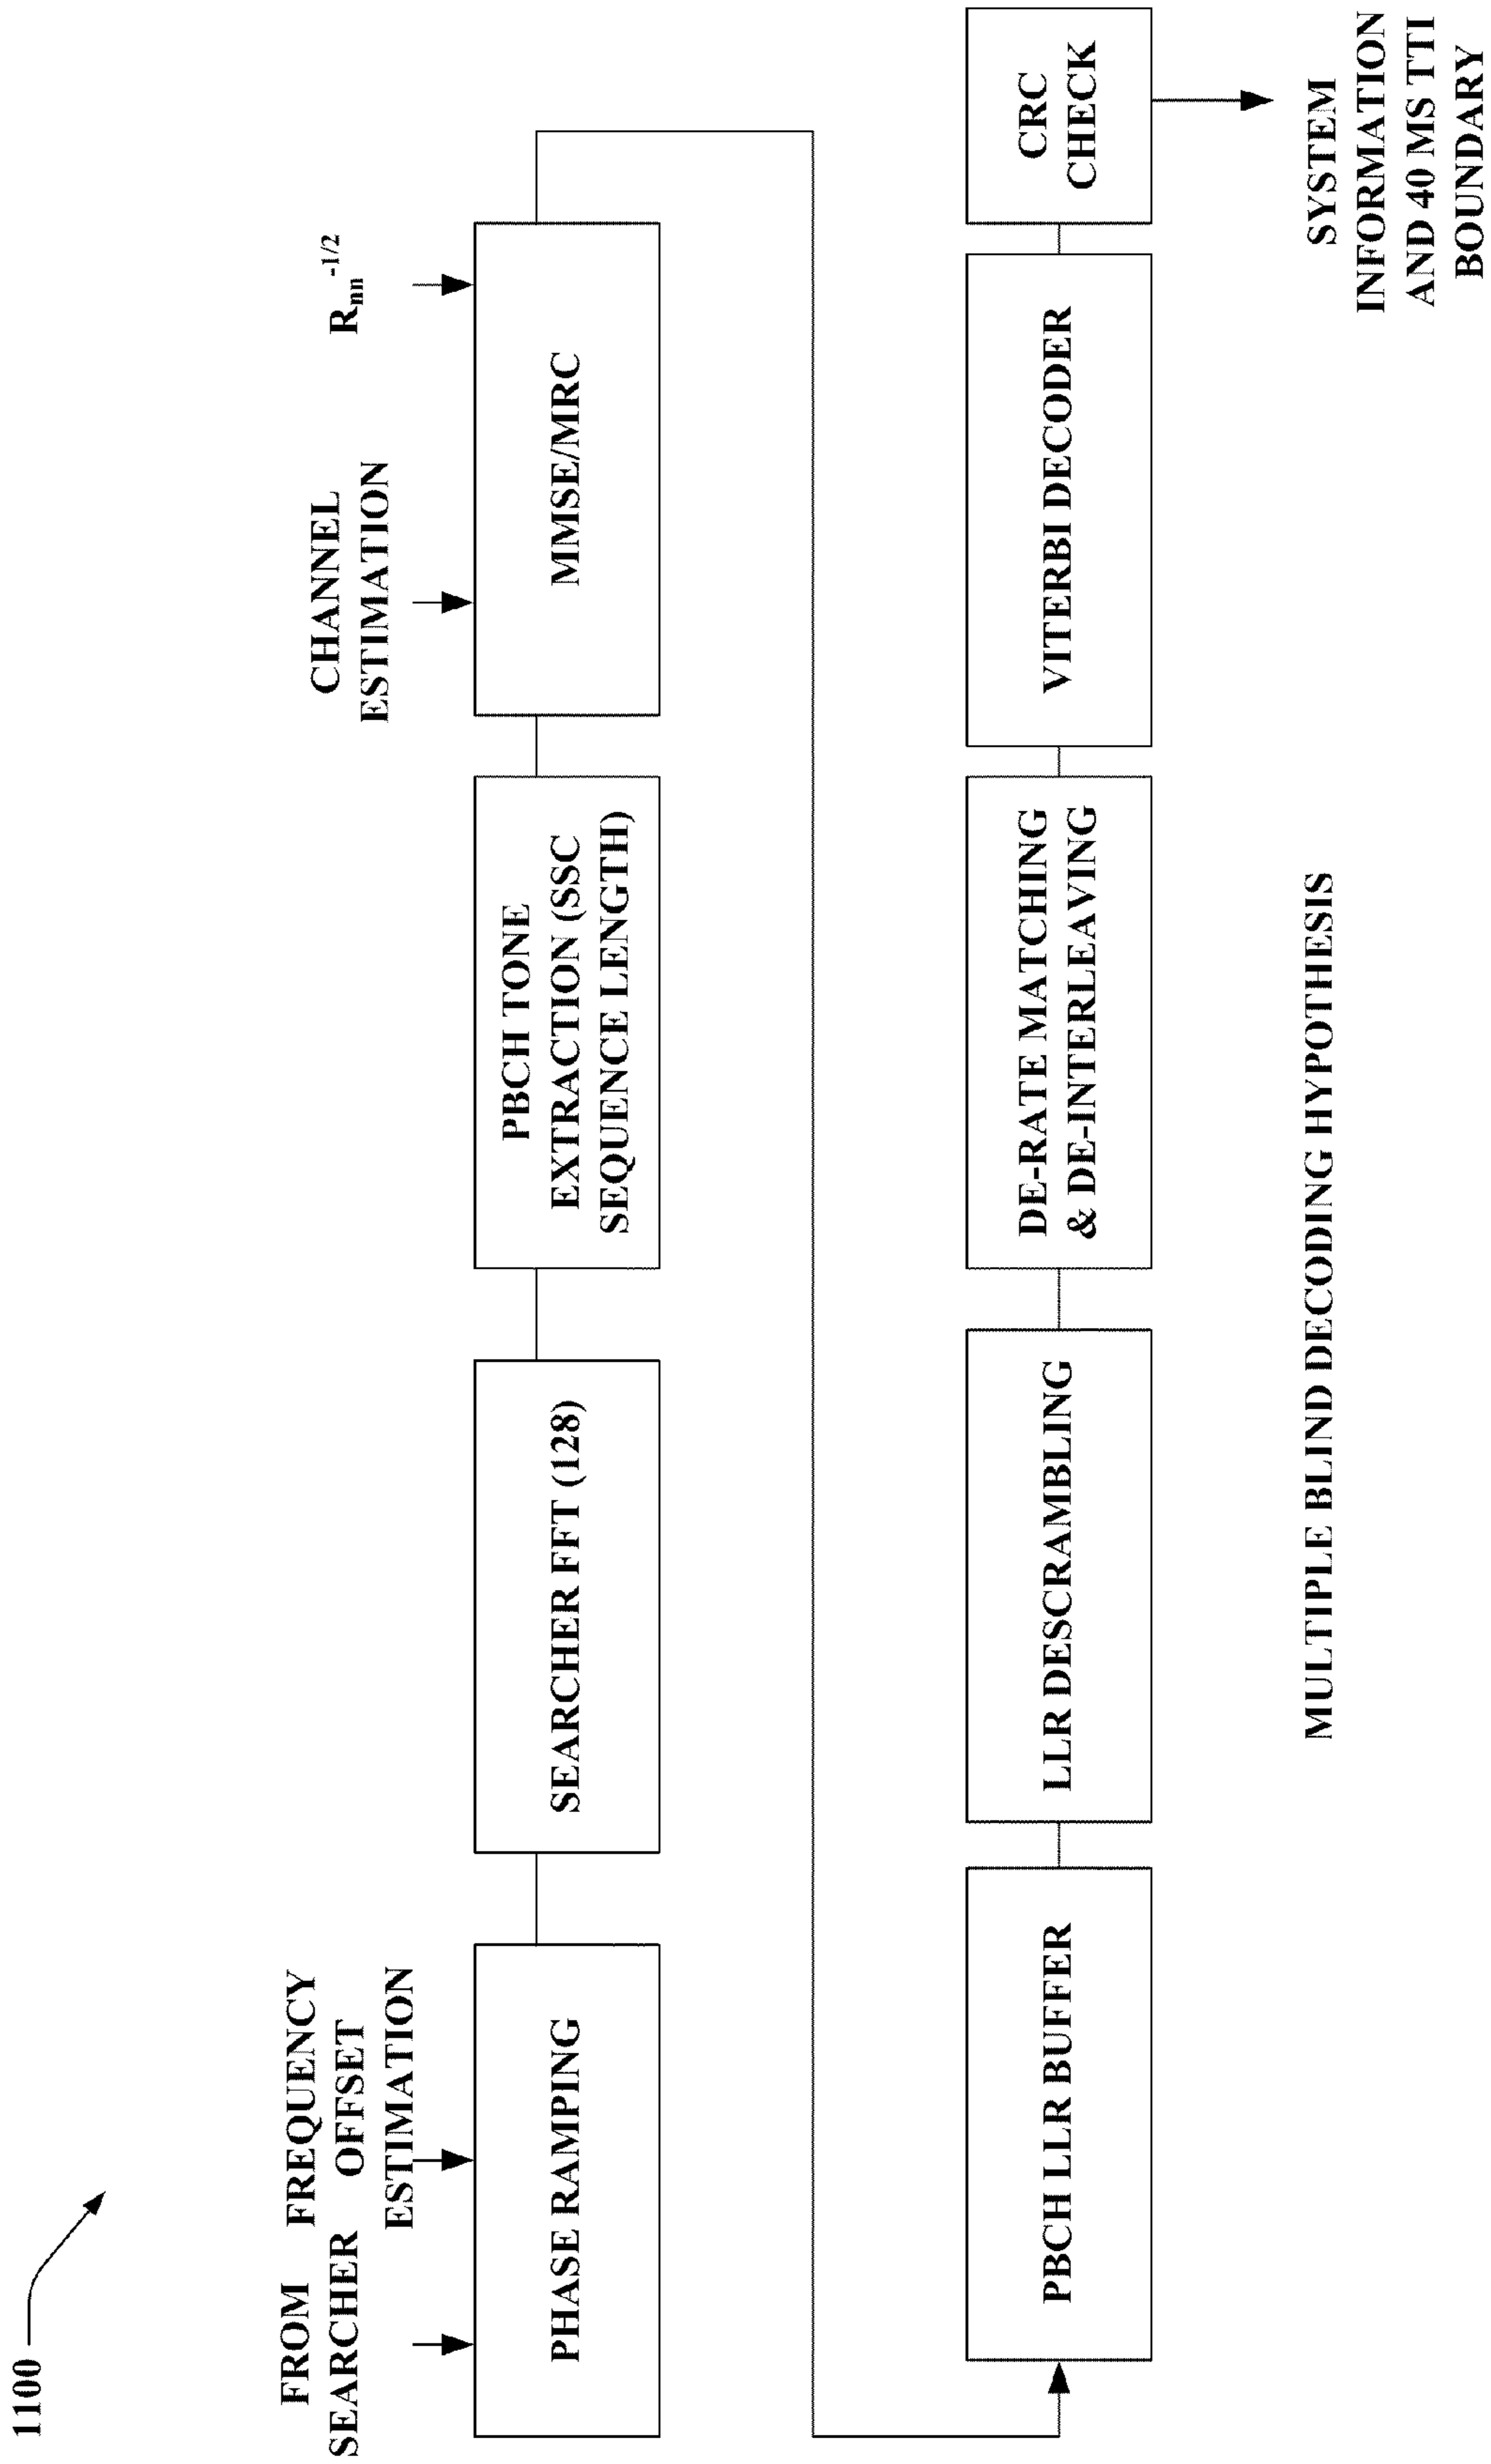 1100
FROM
SEARCHER
FREQUENCY
OFFSET
ESTIMATION
PHASE RAMPING
SEARCHER FFT (128)
PBCH TONE
EXTRACTION (SSC
SEQUENCE LENGTH)
CHANNEL
ESTIMATION
Rnn-1/2
MMSE/MRC
PBCH LLR BUFFER
LLR DESCRAMBLING
DE-RATE MATCHING
& DE-INTERLEAVING
VITERBI DECODER
CRC
CHECK
MULTIPLE BLIND DECODING HYPOTHESIS
SYSTEM
INFORMATION
AND 40 MS TTI
BOUNDARY